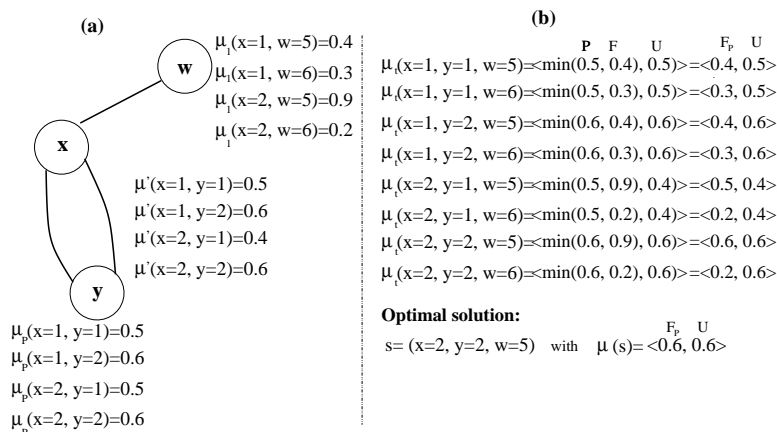 (a)
w
μ₁(x=1, w=5)=0.4
μ₁(x=1, w=6)=0.3
μ₁(x=2, w=5)=0.9
μ₁(x=2, w=6)=0.2
x
μ'(x=1, y=1)=0.5
μ'(x=1, y=2)=0.6
μ'(x=2, y=1)=0.4
μ'(x=2, y=2)=0.6
y
μₚ(x=1, y=1)=0.5
μₚ(x=1, y=2)=0.6
μₚ(x=2, y=1)=0.5
μₚ(x=2, y=2)=0.6
(b)
P F U Fₚ U
μₜ(x=1, y=1, w=5)=<min(0.5, 0.4), 0.5)>=<0.4, 0.5>
μₜ(x=1, y=1, w=6)=<min(0.5, 0.3), 0.5)>=<0.3, 0.5>
μₜ(x=1, y=2, w=5)=<min(0.6, 0.4), 0.6)>=<0.4, 0.6>
μₜ(x=1, y=2, w=6)=<min(0.6, 0.3), 0.6)>=<0.3, 0.6>
μₜ(x=2, y=1, w=5)=<min(0.5, 0.9), 0.4)>=<0.5, 0.4>
μₜ(x=2, y=1, w=6)=<min(0.5, 0.2), 0.4)>=<0.2, 0.4>
μₜ(x=2, y=2, w=5)=<min(0.6, 0.9), 0.6)>=<0.6, 0.6>
μₜ(x=2, y=2, w=6)=<min(0.6, 0.2), 0.6)>=<0.2, 0.6>
Optimal solution:
Fₚ U
s= (x=2, y=2, w=5) with μ (s)= <0.6, 0.6>